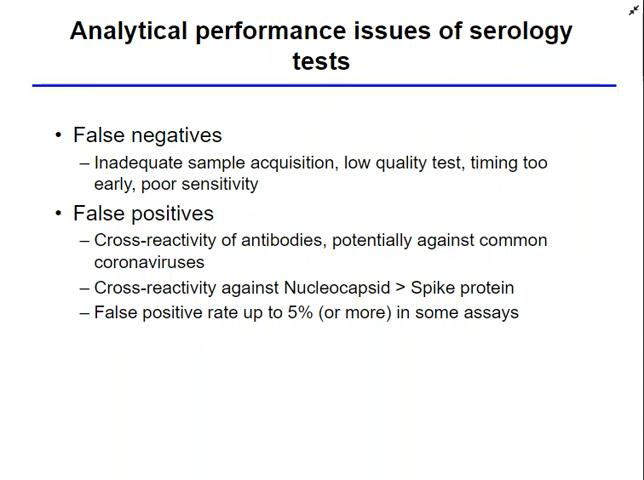 Analytical performance issues of serology
tests
• False negatives
– Inadequate sample acquisition, low quality test, timing too
early, poor sensitivity
• False positives
– Cross-reactivity of antibodies, potentially against common
coronaviruses
– Cross-reactivity against Nucleocapsid > Spike protein
– False positive rate up to 5% (or more) in some assays